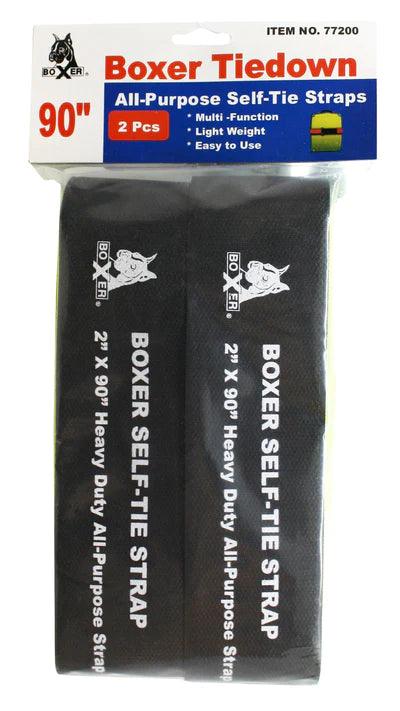 ITEM NO. 77200
BOXER®
Boxer Tiedown
90"
All-Purpose Self-Tie Straps
2 Pcs
* Multi -Function
* Light Weight
* Easy to Use
BOXER®
BOXER SELF-TIE STRAP
2” X 90” Heavy Duty All-Purpose Strap
BOXER®
BOXER SELF-TIE STRAP
2” X 90” Heavy Duty All-Purpose Strap